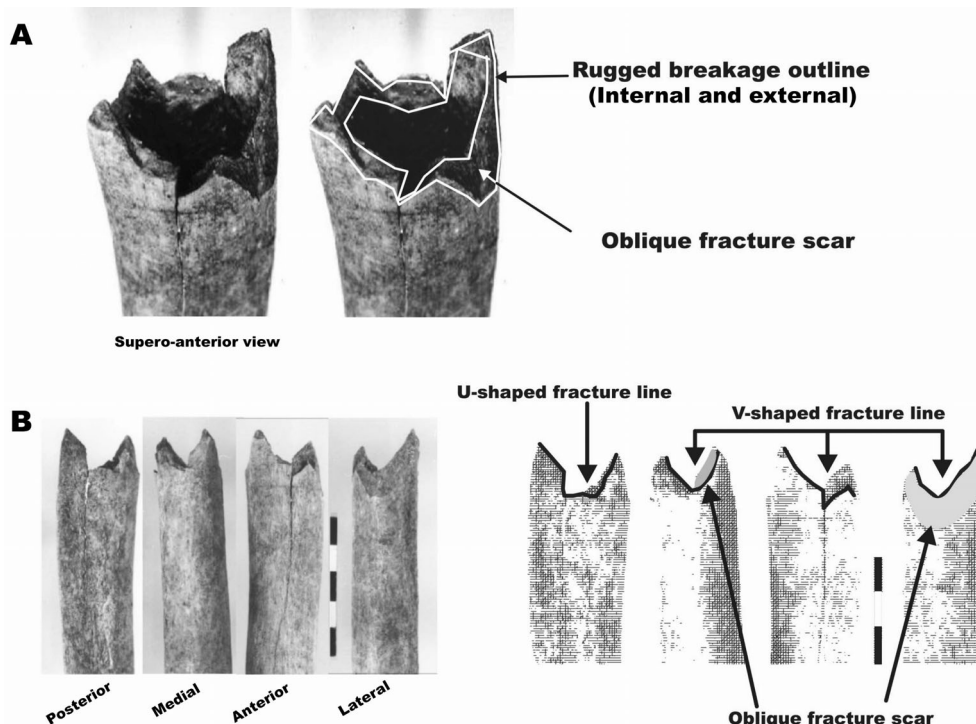 A
Rugged breakage outline
(Internal and external)
Oblique fracture scar
Supero-anterior view
B
U-shaped fracture line
V-shaped fracture line
Posterior
Medial
Anterior
Lateral
Oblique fracture scar